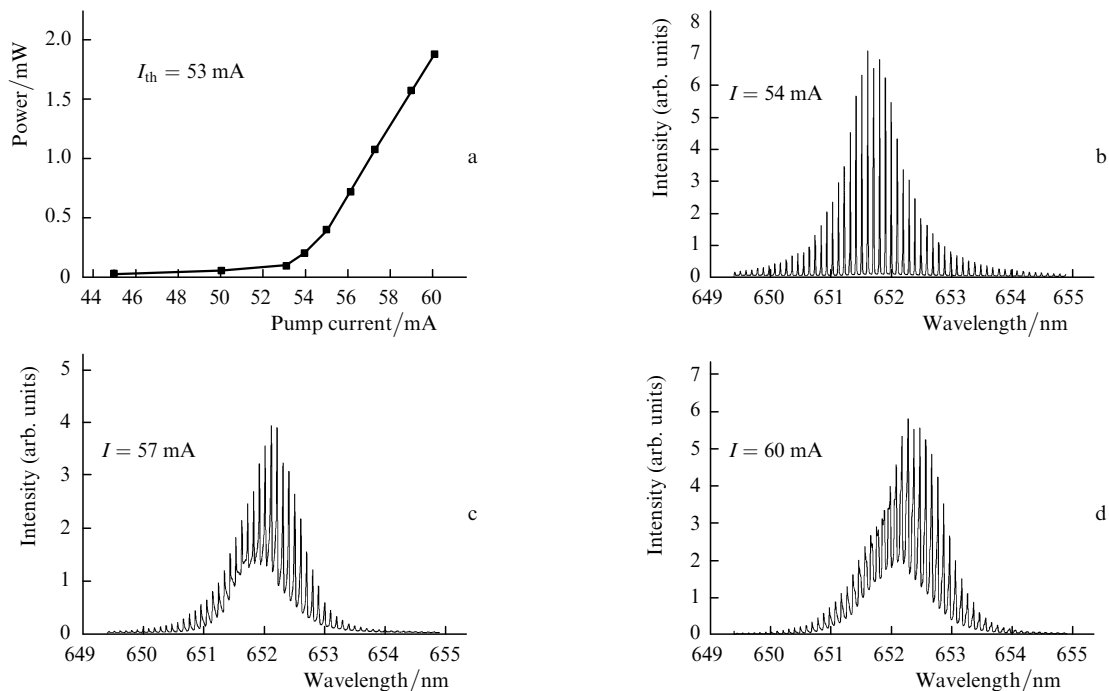 Power/mW
2.0
1.5
1.0
0.5
0
I_th = 53 mA
a
44 46 48 50 52 54 56 58 60
Pump current/mA
Intensity (arb. units)
8
7
6
5
4
3
2
1
0
I = 54 mA
b
649 650 651 652 653 654 655
Wavelength/nm
Intensity (arb. units)
5
4
3
2
1
0
I = 57 mA
c
649 650 651 652 653 654 655
Wavelength/nm
Intensity (arb. units)
7
6
5
4
3
2
1
0
I = 60 mA
d
649 650 651 652 653 654 655
Wavelength/nm